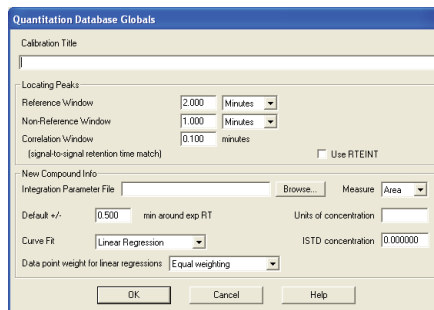 Quantitation Database Globals
Calibration Title
Locating Peaks
Reference Window 2.000 Minutes
Non-Reference Window 1.000 Minutes
Correlation Window 0.100 minutes
(signal-to-signal retention time match) Use RTEINT
New Compound Info
Integration Parameter File Browse... Measure Area
Default +/- 0.500 min around exp RT Units of concentration
Curve Fit Linear Regression ISTD concentration 0.000000
Data point weight for linear regressions Equal weighting
OK Cancel Help